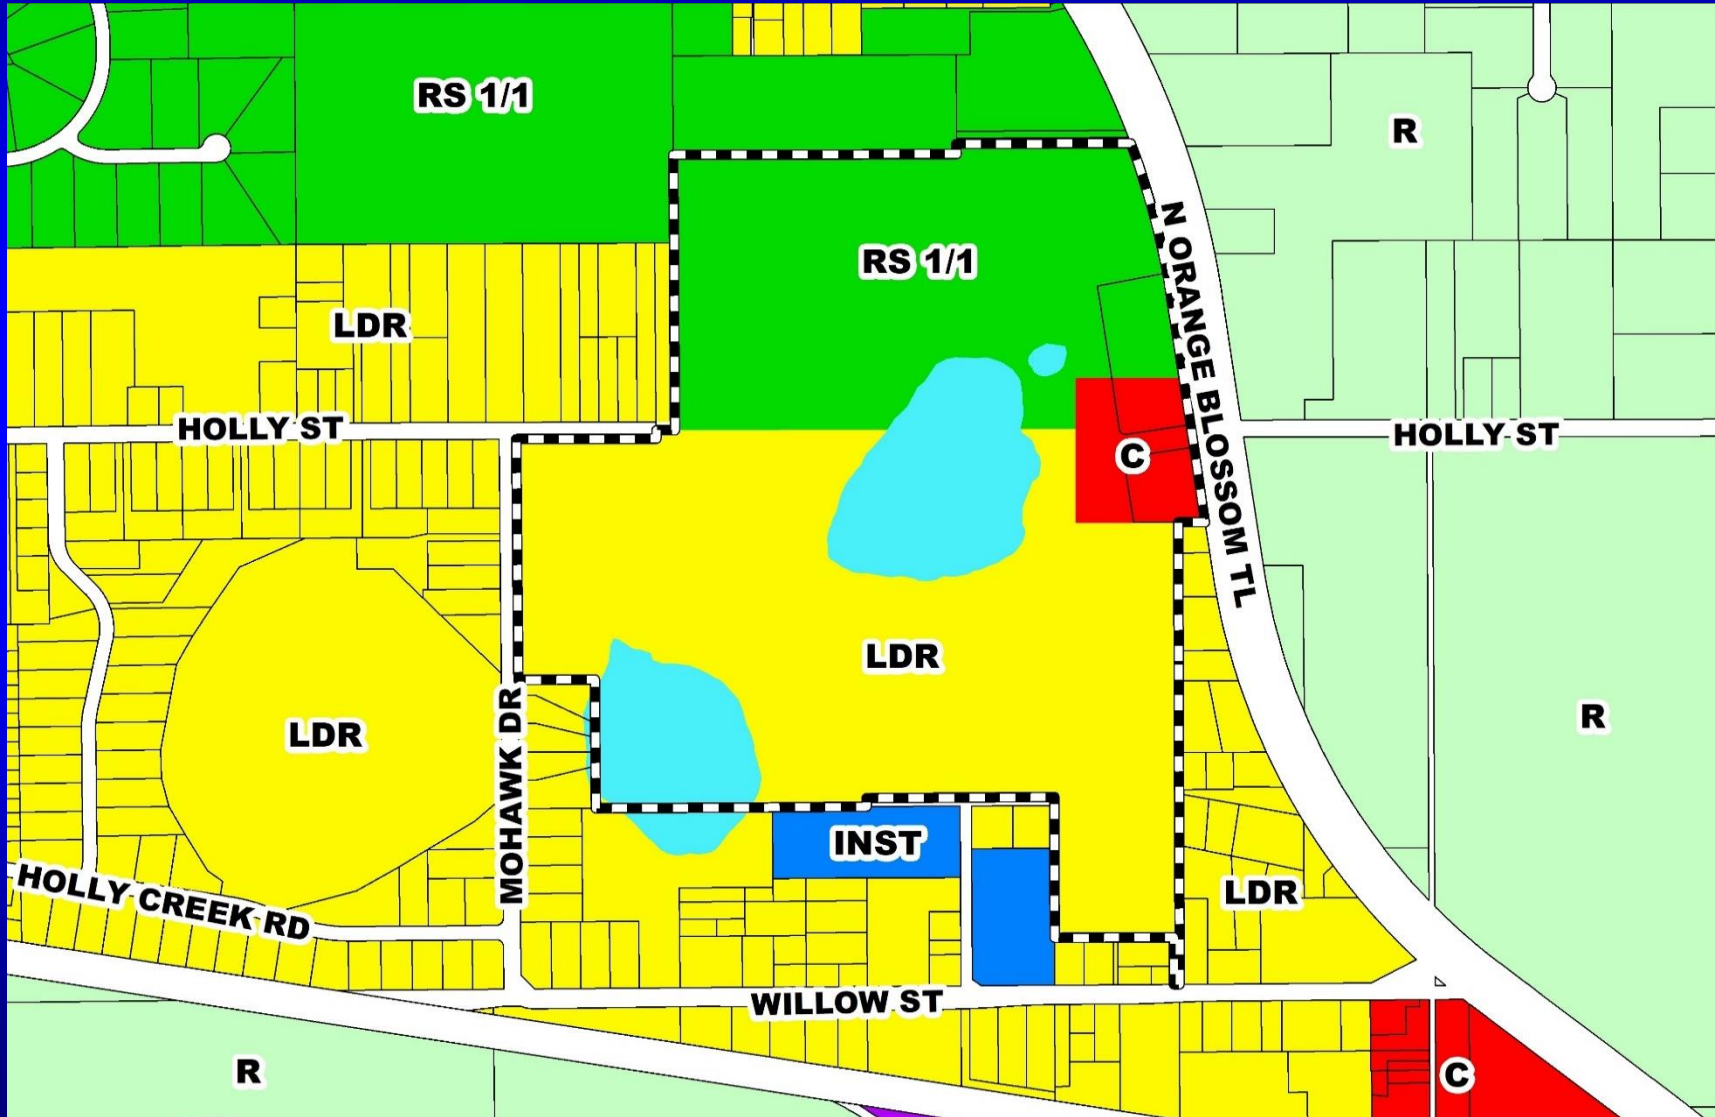 RS 1/1
R
N ORANGE BLOSSOM TL
RS 1/1
LDR
HOLLY ST
HOLLY ST
C
LDR
LDR
R
MOHAWK DR
INST
HOLLY CREEK RD
LDR
WILLOW ST
R
C